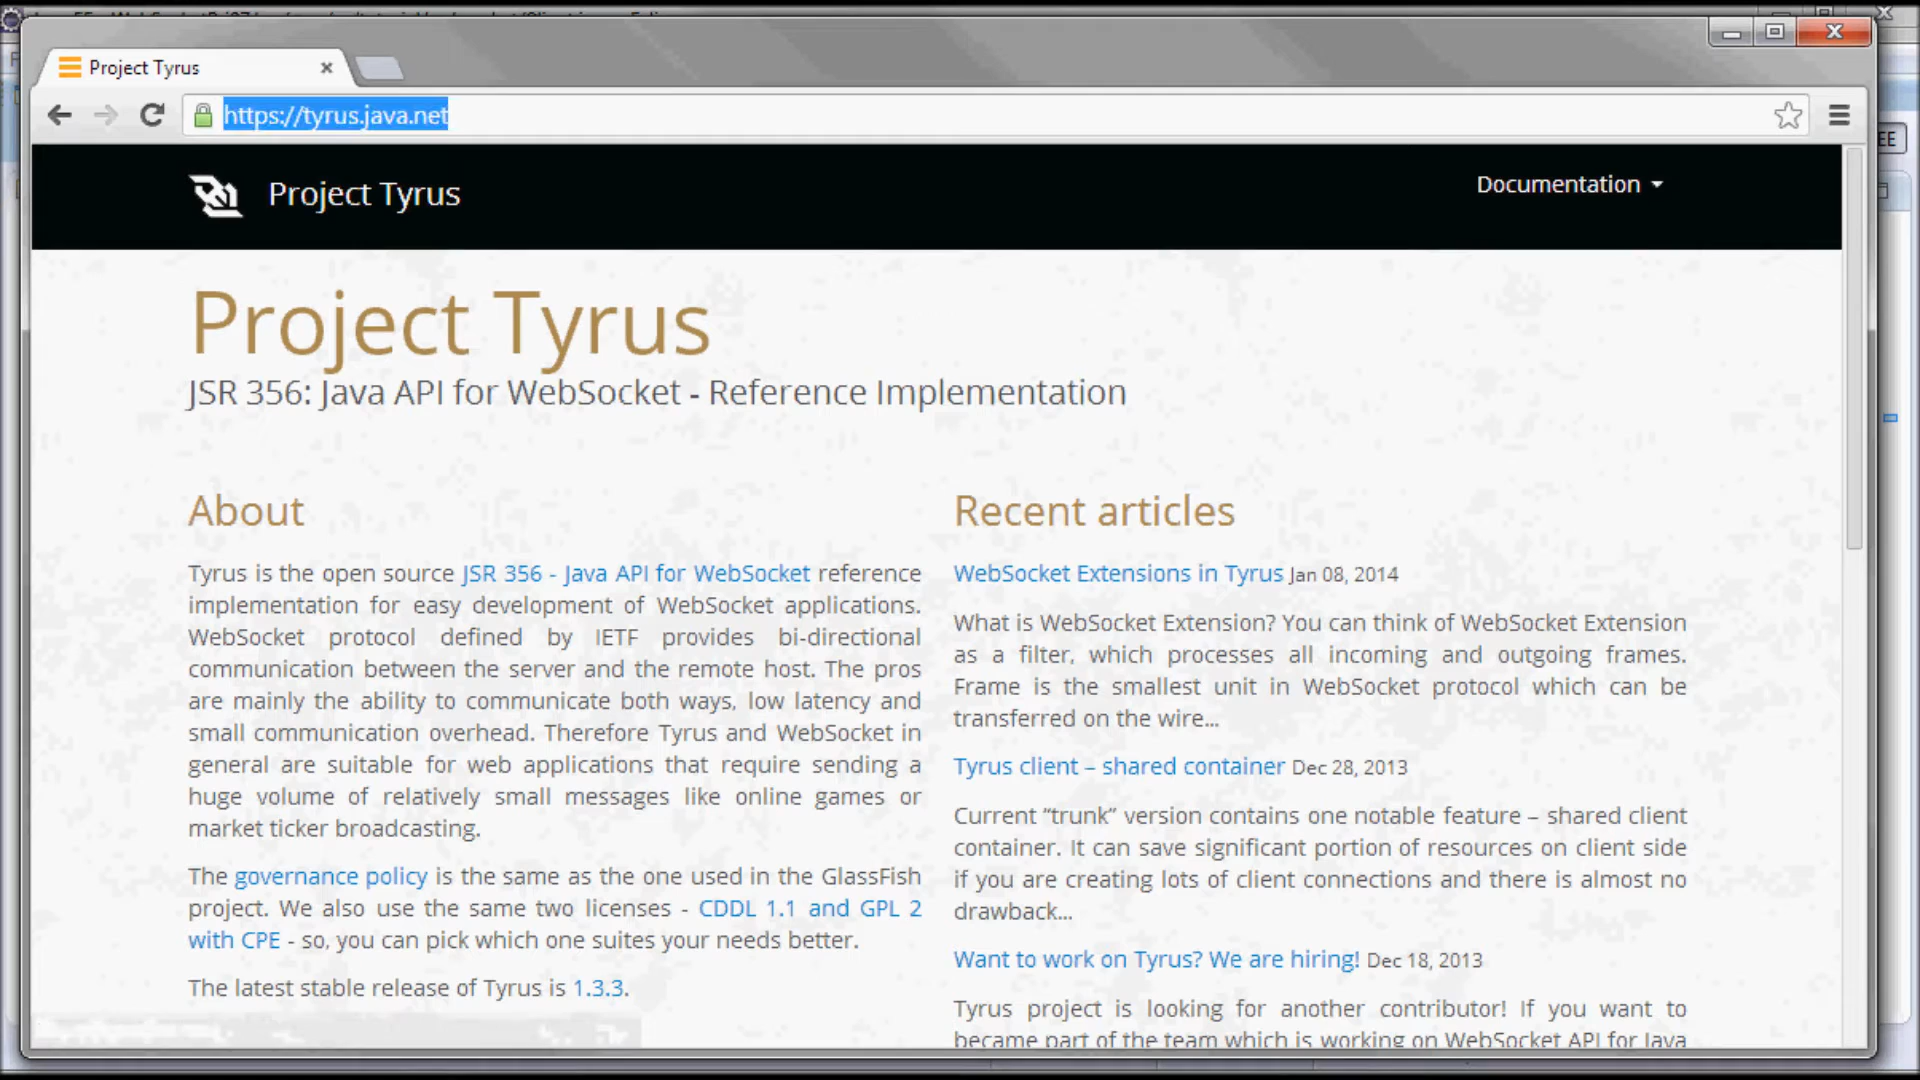 Project Tyrus
https://tyrus.java.net
EE
Project Tyrus
Documentation
Project Tyrus
JSR 356: Java API for WebSocket - Reference Implementation
About
Tyrus is the open source JSR 356 - Java API for WebSocket reference
implementation for easy development of WebSocket applications.
WebSocket protocol defined by IETF provides bi-directional
communication between the server and the remote host. The pros
are mainly the ability to communicate both ways, low latency and
small communication overhead. Therefore Tyrus and WebSocket in
general are suitable for web applications that require sending a
huge volume of relatively small messages like online games or
market ticker broadcasting.
The governance policy is the same as the one used in the GlassFish
project. We also use the same two licenses - CDDL 1.1 and GPL 2
with CPE - so, you can pick which one suites your needs better.
The latest stable release of Tyrus is 1.3.3.
Recent articles
WebSocket Extensions in Tyrus Jan 08, 2014
What is WebSocket Extension? You can think of WebSocket Extension
as a filter, which processes all incoming and outgoing frames.
Frame is the smallest unit in WebSocket protocol which can be
transferred on the wire...
Tyrus client – shared container Dec 28, 2013
Current “trunk” version contains one notable feature – shared client
container. It can save significant portion of resources on client side
if you are creating lots of client connections and there is almost no
drawback...
Want to work on Tyrus? We are hiring! Dec 18, 2013
Tyrus project is looking for another contributor! If you want to
became part of the team which is working on WebSocket API for Java